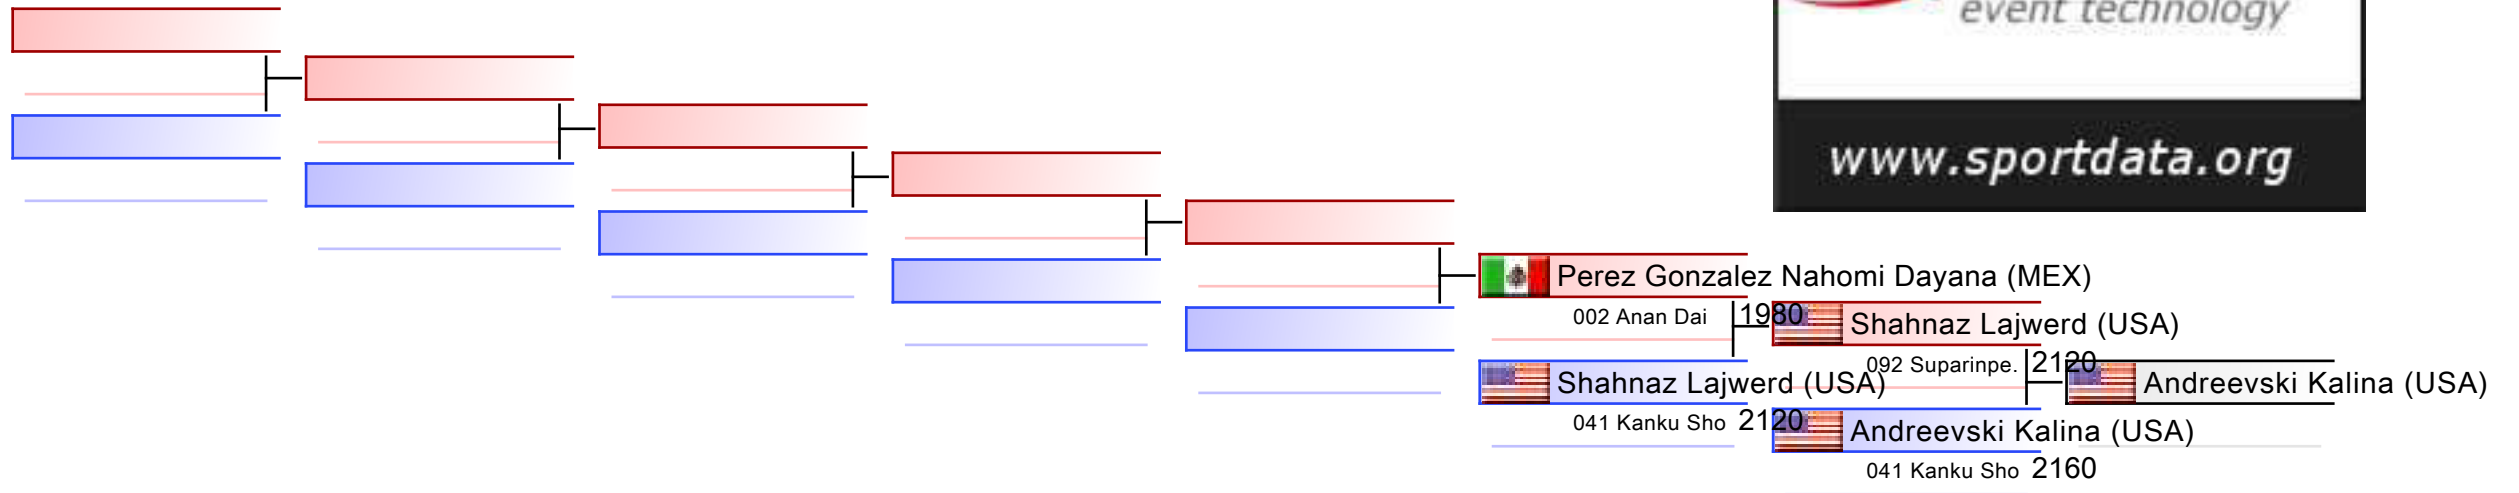 event technology
www.sportdata.org
Perez Gonzalez Nahomi Dayana (MEX)
002 Anan Dai 1980
Shahnaz Lajwerd (USA)
041 Kanku Sho 2120
Shahnaz Lajwerd (USA)
092 Suparinpe. 2120
Andreevski Kalina (USA)
041 Kanku Sho 2160
Andreevski Kalina (USA)